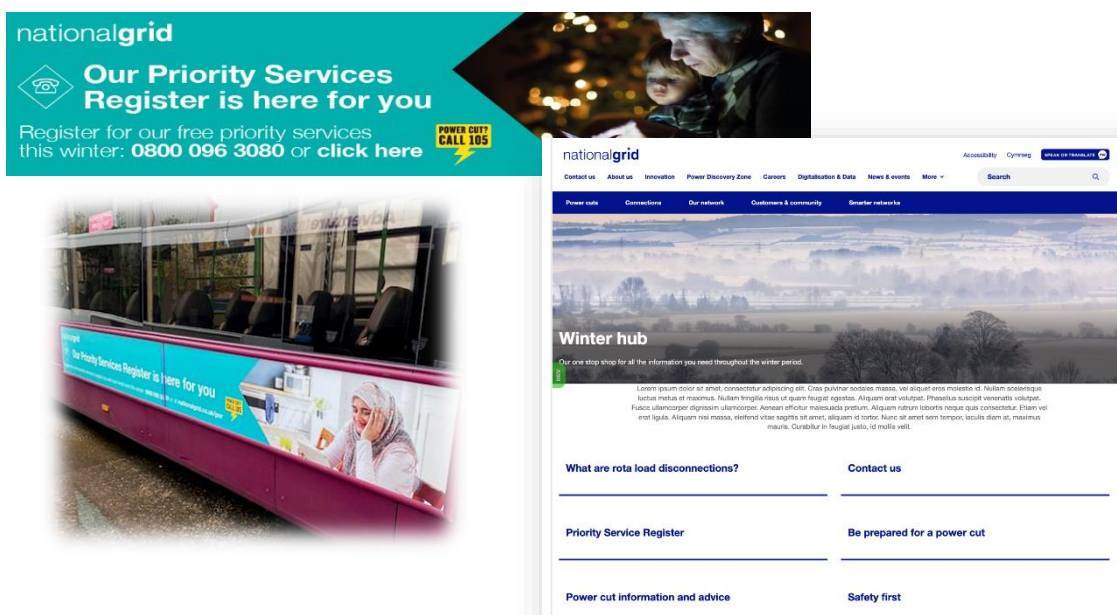 nationalgrid
Our Priority Services
Register is here for you
Register for our free priority services
this winter: 0800 096 3080 or click here
POWER CUT?
CALL 105
nationalgrid
Our Priority Services Register is here for you
POWER CUT?
CALL 105
nationalgrid
Accessibility Cymraeg SPEAK OR TRANSLATE
Contact us About us Innovation Power Discovery Zone Careers Digitalisation & Data News & events More Search
Power cuts Connections Our network Customers & community Smarter networks
Winter hub
Our one stop shop for all the information you need throughout the winter period.
Lorem ipsum dolor sit amet, consectetur adipiscing elit. Cras pulvinar sodales massa, vel aliquet eros molestie id. Nullam scelerisque
luctus metus et maximus. Nullam fringilla risus ut quam feugiat egestas. Aliquam erat volutpat. Phasellus suscipit venenatis volutpat.
Fusce ullamcorper dignissim ullamcorper. Aenean efficitur malesuada pretium. Aliquam rutrum lobortis neque quis consectetur. Etiam vel
erat ligula. Aliquam nisi massa, eleifend vitae sagittis sit amet, aliquam id tortor. Nunc sit amet sem tempor, iaculis diam at, maximus
mauris. Curabitur in feugiat justo, id mollis velit.
What are rota load disconnections? Contact us
Priority Service Register Be prepared for a power cut
Power cut information and advice Safety first